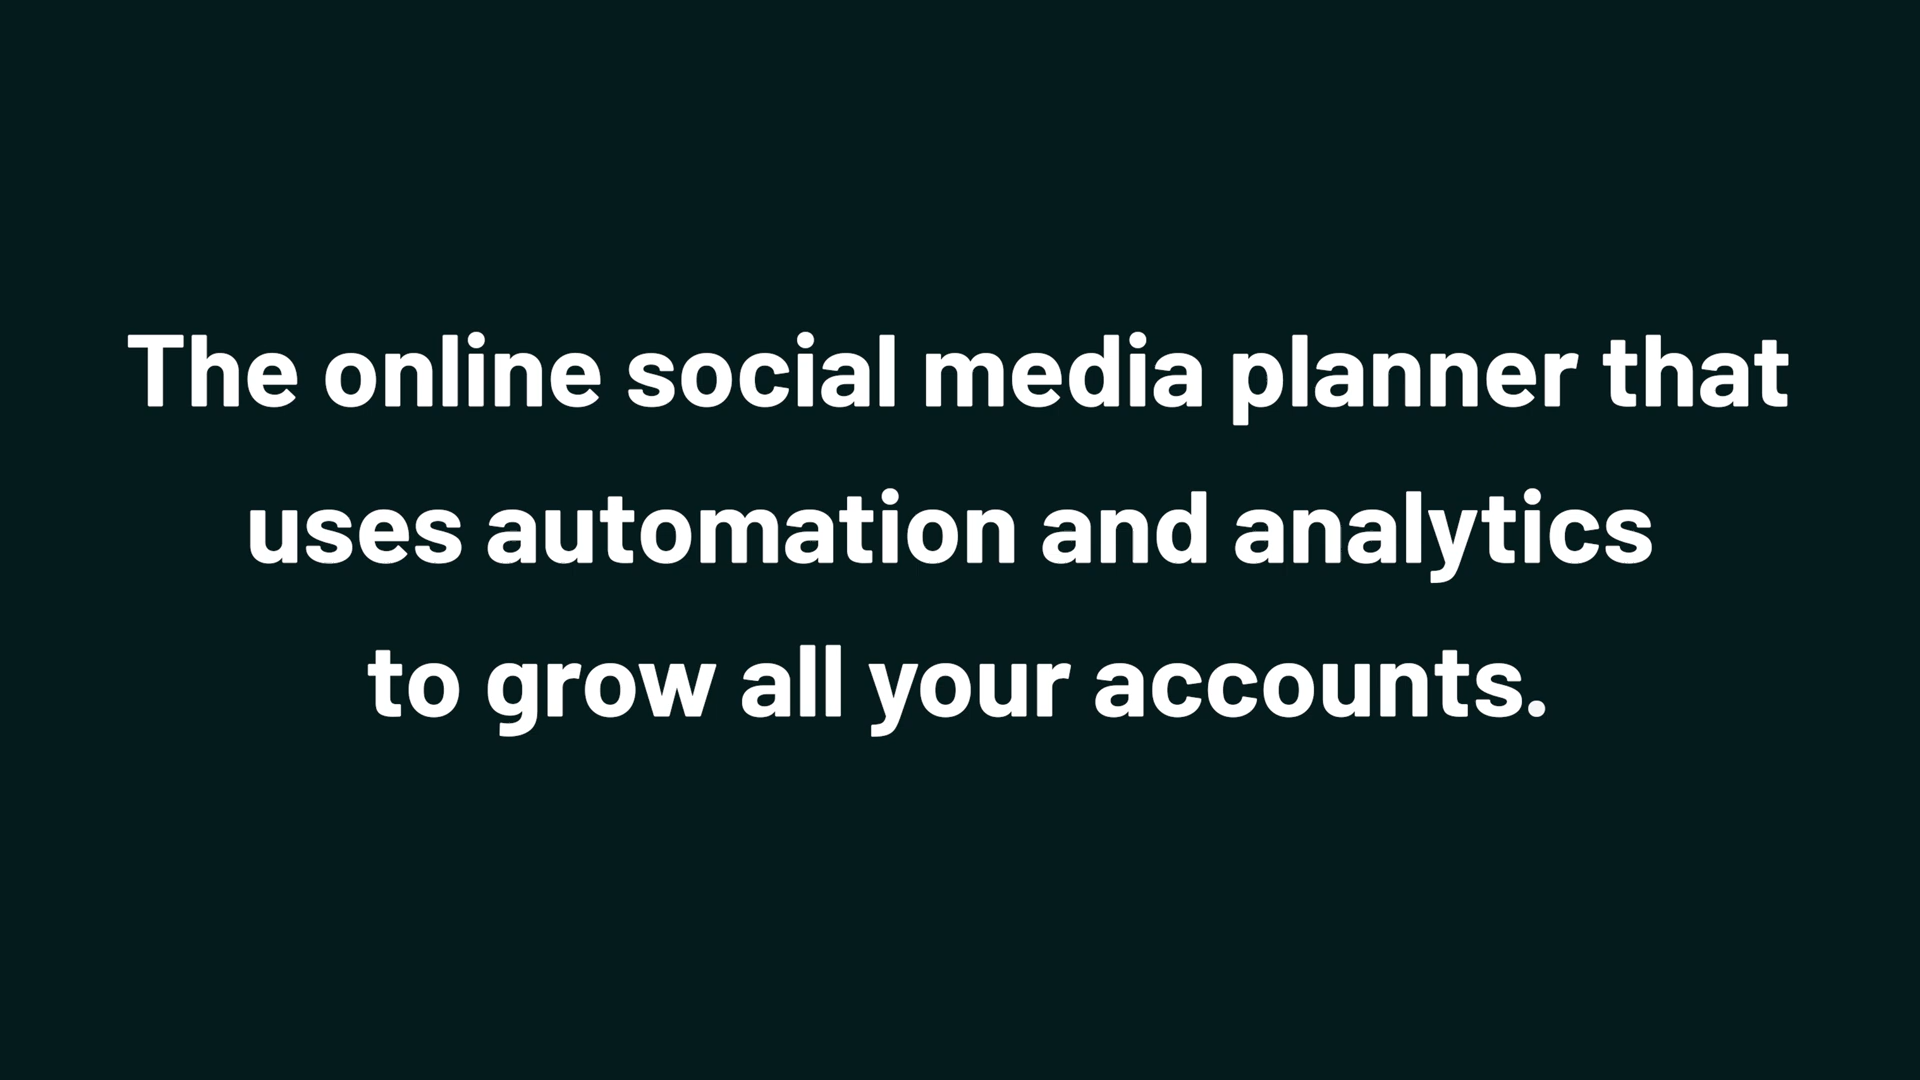 The online social media planner that
uses automation and analytics
to grow all your accounts.